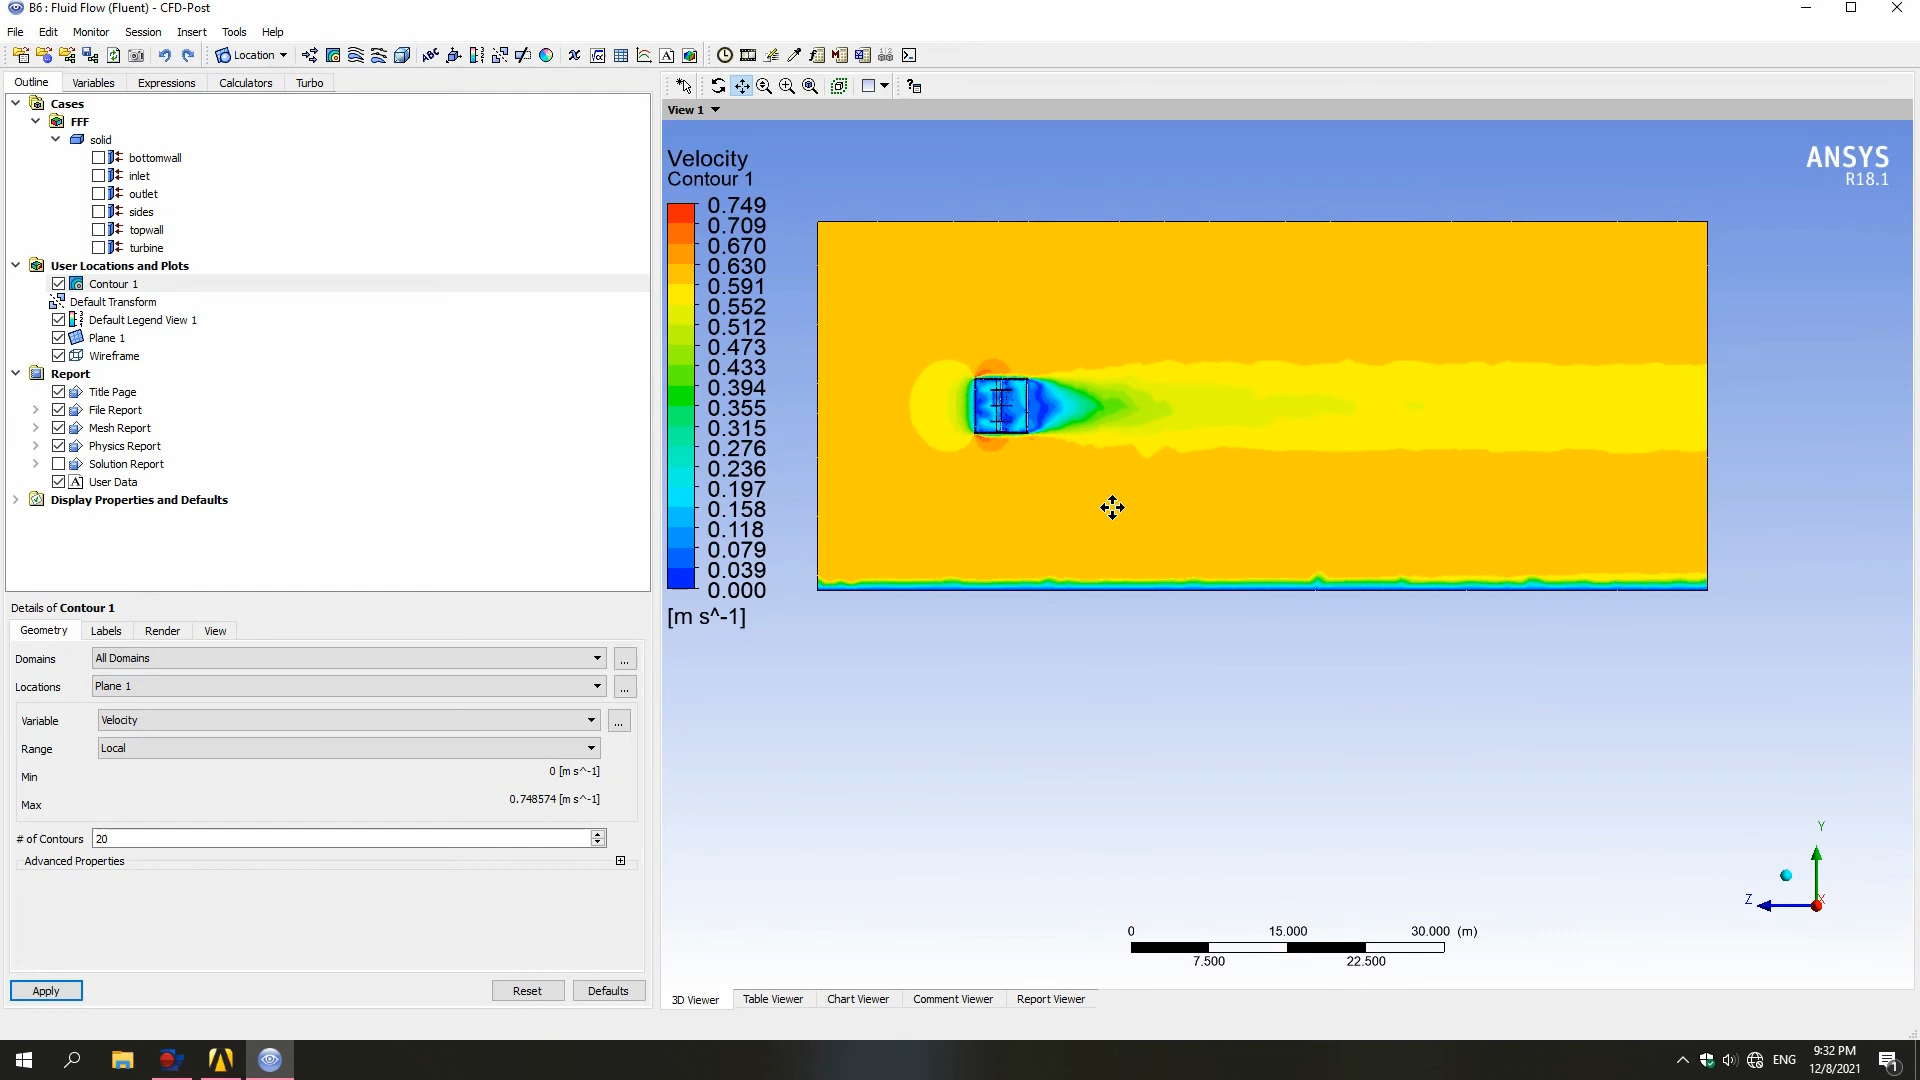 B6 : Fluid Flow (Fluent) - CFD-Post
File Edit Monitor Session Insert Tools Help
Location
Outline Variables Expressions Calculators Turbo
Cases
FFF
solid
bottomwall
inlet
outlet
sides
topwall
turbine
User Locations and Plots
Contour 1
Default Transform
Default Legend View 1
Plane 1
Wireframe
Report
Title Page
File Report
Mesh Report
Physics Report
Solution Report
User Data
Display Properties and Defaults
Details of Contour 1
Geometry Labels Render View
Domains All Domains ...
Locations Plane 1 ...
Variable Velocity ...
Range Local
Min 0 [m s^-1]
Max 0.748574 [m s^-1]
# of Contours 20
Advanced Properties
Apply Reset Defaults
View 1
Velocity
Contour 1
0.749
0.709
0.670
0.630
0.591
0.552
0.512
0.473
0.433
0.394
0.355
0.315
0.276
0.236
0.197
0.158
0.118
0.079
0.039
0.000
[m s^-1]
ANSYS
R18.1
Y
Z X
0 15.000 30.000 (m)
7.500 22.500
3D Viewer Table Viewer Chart Viewer Comment Viewer Report Viewer
ENG
9:32 PM
12/8/2021
1